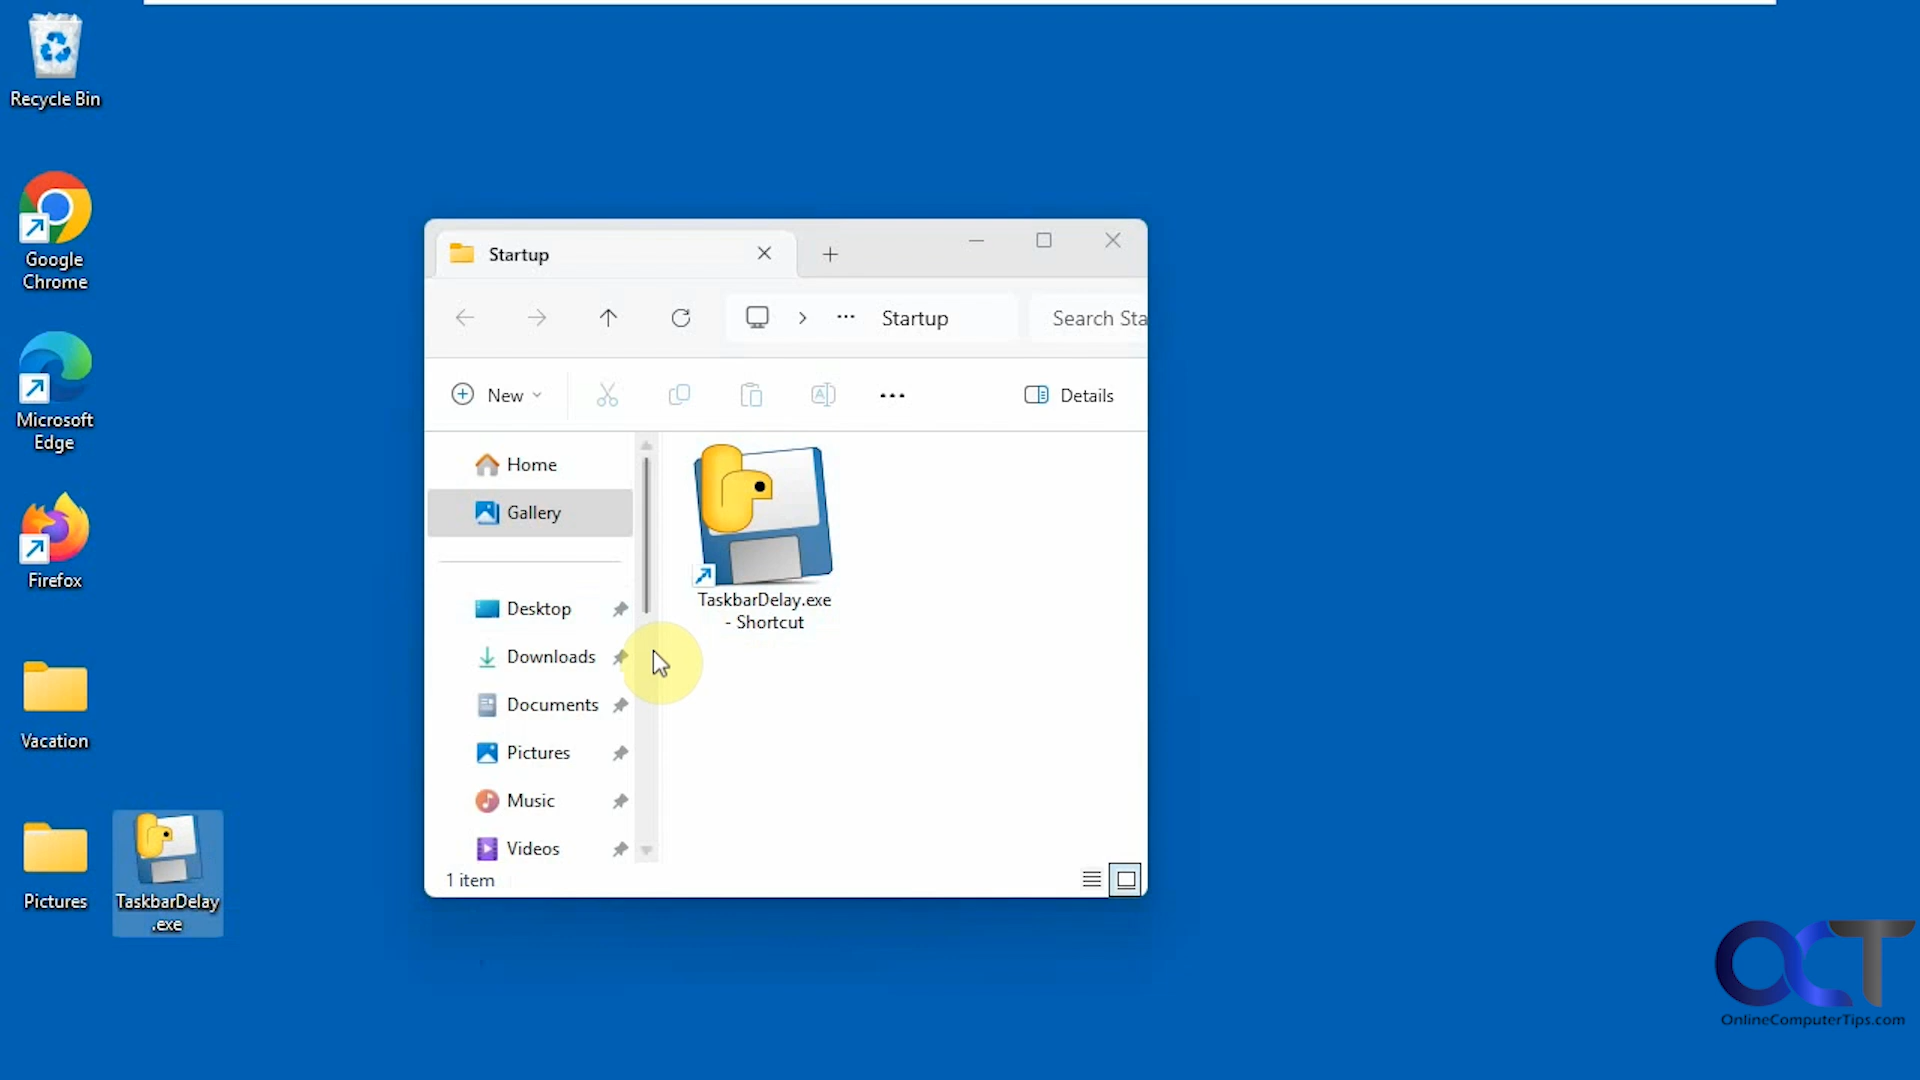 Recycle Bin
Google
Chrome
Microsoft
Edge
Firefox
Vacation
Pictures
TaskbarDelay
.exe
Startup
Startup
Search Sta
New
Details
Home
Gallery
Desktop
Downloads
Documents
Pictures
Music
Videos
1 item
TaskbarDelay.exe
- Shortcut
OCT
OnlineComputerTips.com